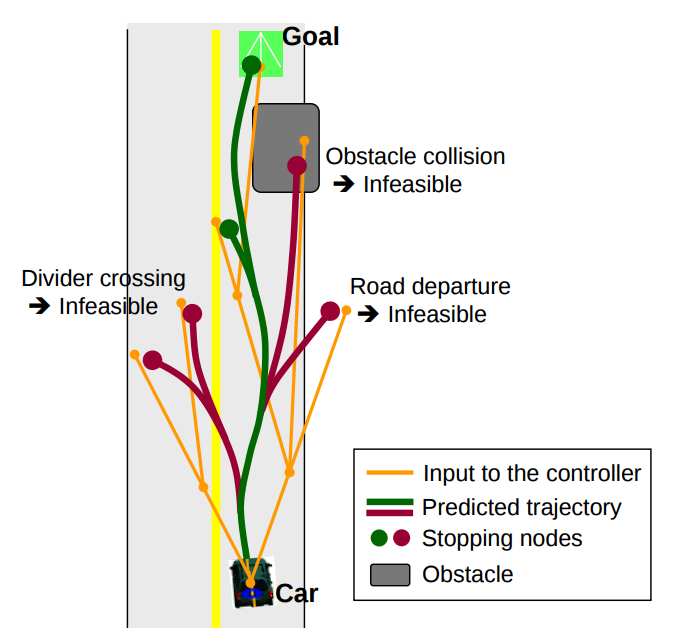 Goal
Obstacle collision
➔ Infeasible
Divider crossing
➔ Infeasible
Road departure
➔ Infeasible
Input to the controller
Predicted trajectory
Stopping nodes
Obstacle
Car